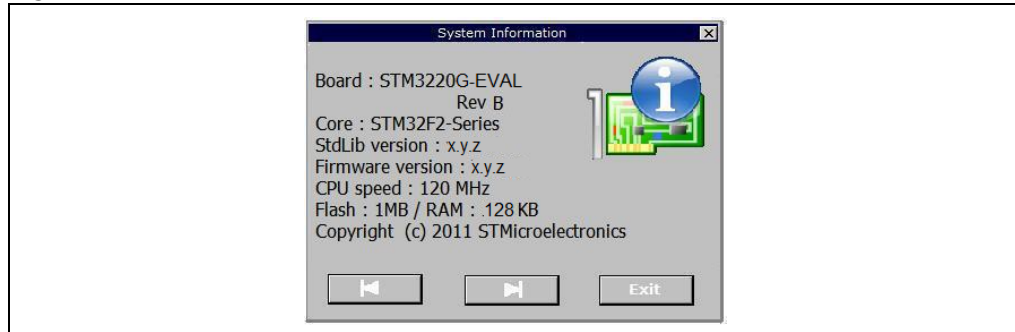 System Information
Board : STM3220G-EVAL
Rev B
Core : STM32F2-Series
StdLib version : x.y.z
Firmware version : x.y.z
CPU speed : 120 MHz
Flash : 1MB / RAM : .128 KB
Copyright (c) 2011 STMicroelectronics
Exit